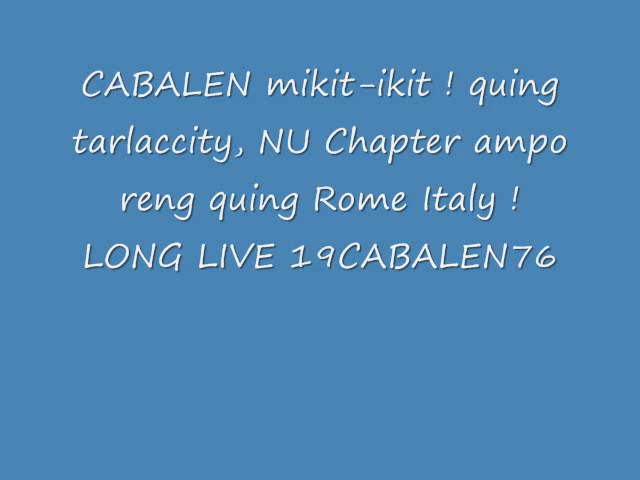 CABALEN mikit-ikit ! quing
tarlaccity, NU Chapter ampo
reng quing Rome Italy !
LONG LIVE 19CABALEN76